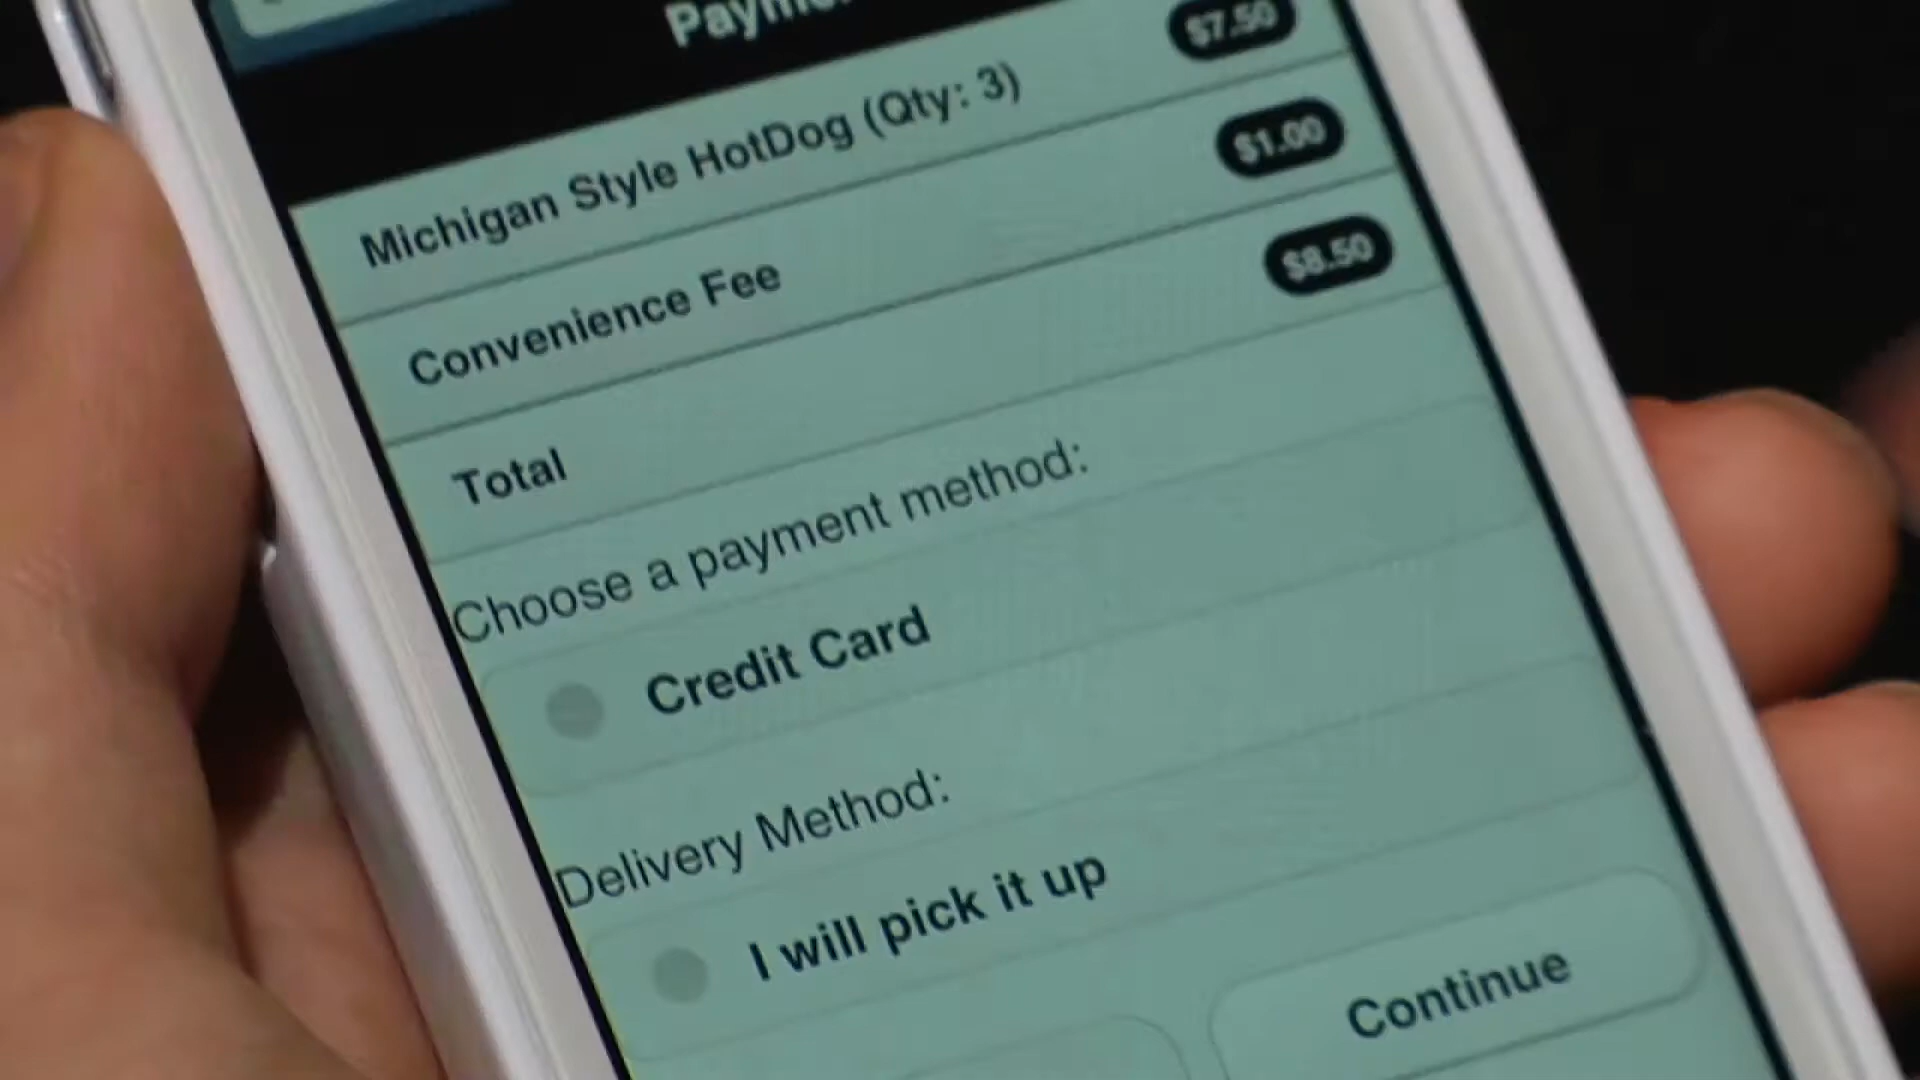 Michigan Style HotDog (Qty: 3) $7.50
Convenience Fee $1.00
Total $8.50
Choose a payment method:
Credit Card
Delivery Method:
I will pick it up
Continue